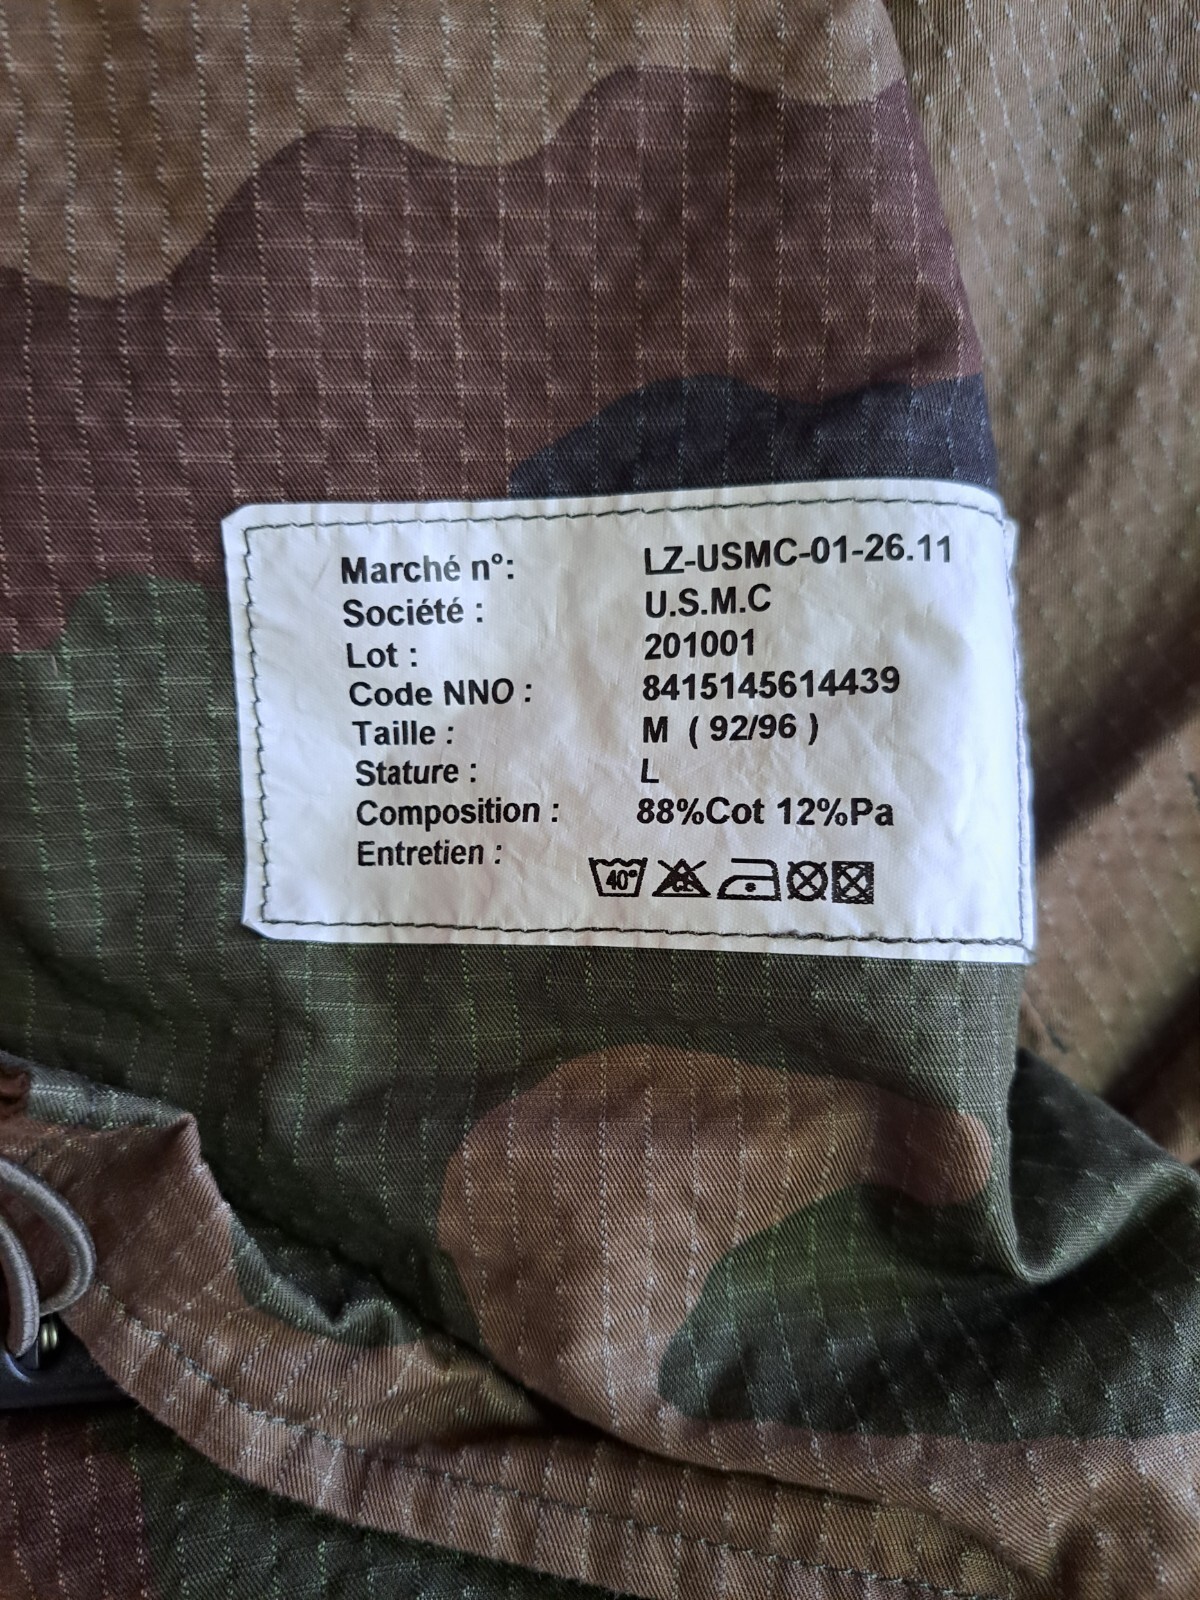 Marché n°: LZ-USMC-01-26.11
Société : U.S.M.C
Lot : 201001
Code NNO : 8415145614439
Taille : M ( 92/96 )
Stature : L
Composition : 88%Cot 12%Pa
Entretien :
40° CL